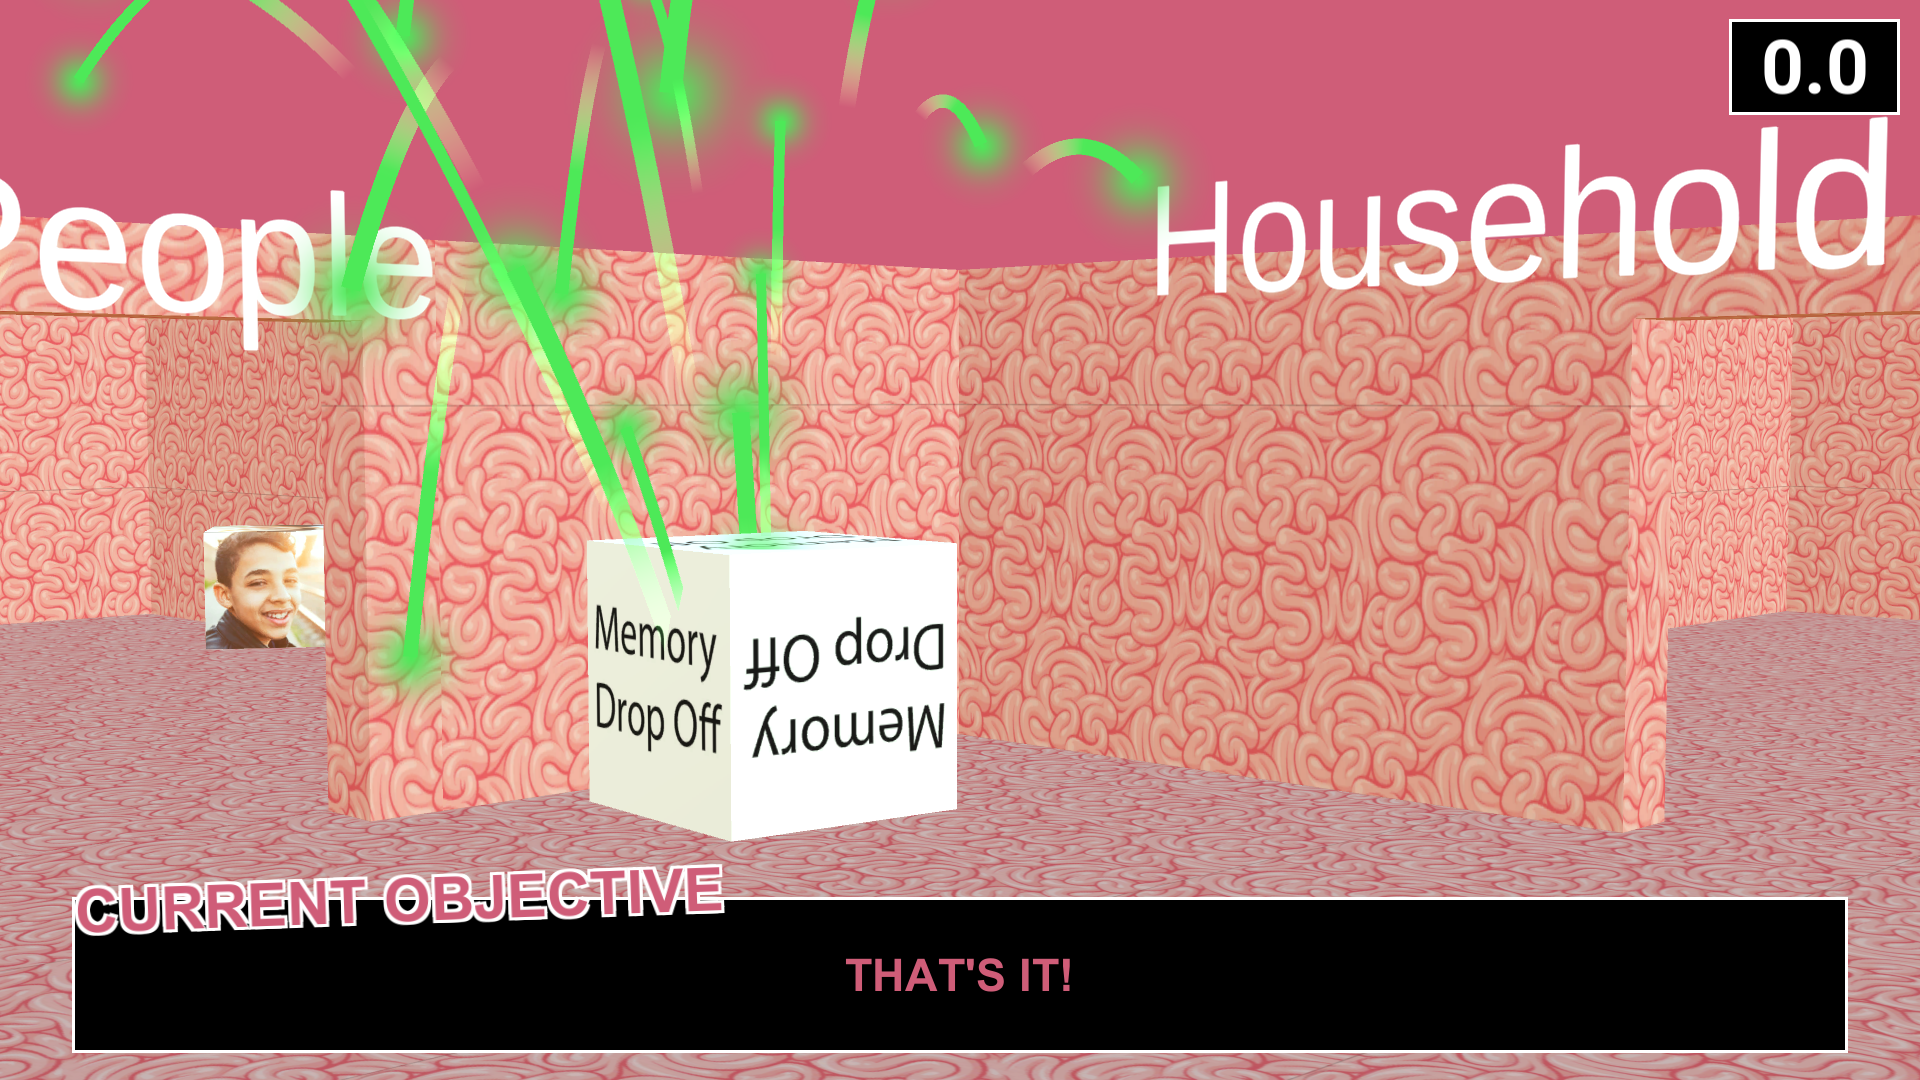 0.0
People
Household
Memory
Drop Off
Memory
Drop Off
CURRENT OBJECTIVE
THAT'S IT!